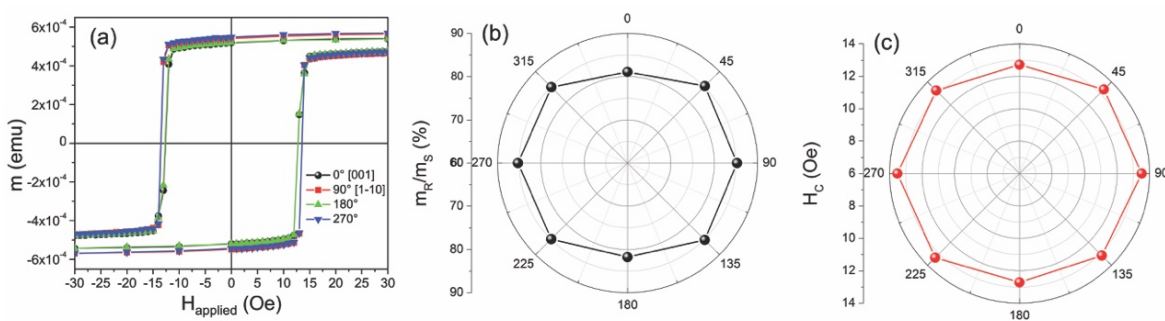 (a)
6x10⁻⁴
4x10⁻⁴
2x10⁻⁴
0
-2x10⁻⁴
-4x10⁻⁴
-6x10⁻⁴
m (emu)
0° [001]
90° [1-10]
180°
270°
-30 -25 -20 -15 -10 -5 0 5 10 15 20 25 30
H_applied (Oe)
(b)
90
80
70
60
70
80
90
m_R/m_S (%)
0
45
90
135
180
225
270
315
(c)
14
12
10
8
6
8
10
12
14
H_C (Oe)
0
45
90
135
180
225
270
315